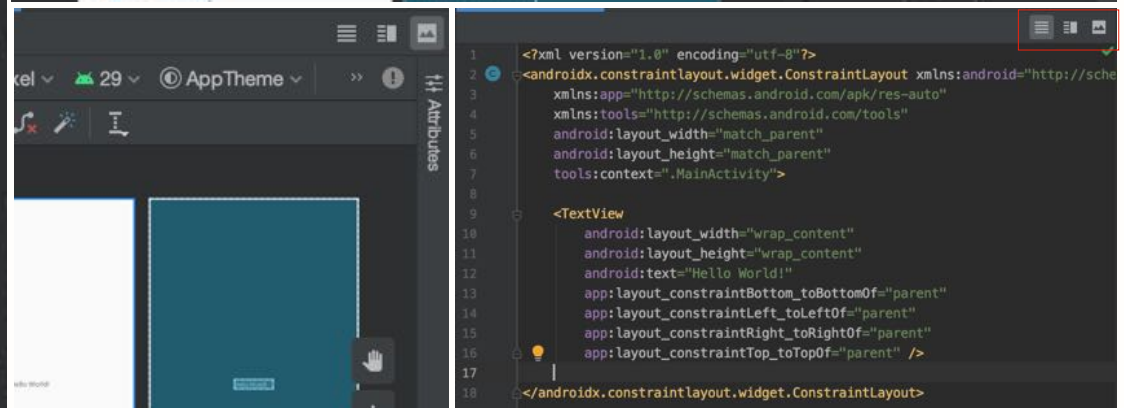 xel
29
AppTheme
»
Attributes
Hello World!
1 <?xml version="1.0" encoding="utf-8"?>
2 <androidx.constraintlayout.widget.ConstraintLayout xmlns:android="http://sche
3 xmlns:app="http://schemas.android.com/apk/res-auto"
4 xmlns:tools="http://schemas.android.com/tools"
5 android:layout_width="match_parent"
6 android:layout_height="match_parent"
7 tools:context=".MainActivity">
8
9 <TextView
10 android:layout_width="wrap_content"
11 android:layout_height="wrap_content"
12 android:text="Hello World!"
13 app:layout_constraintBottom_toBottomOf="parent"
14 app:layout_constraintLeft_toLeftOf="parent"
15 app:layout_constraintRight_toRightOf="parent"
16 app:layout_constraintTop_toTopOf="parent" />
17
18 </androidx.constraintlayout.widget.ConstraintLayout>